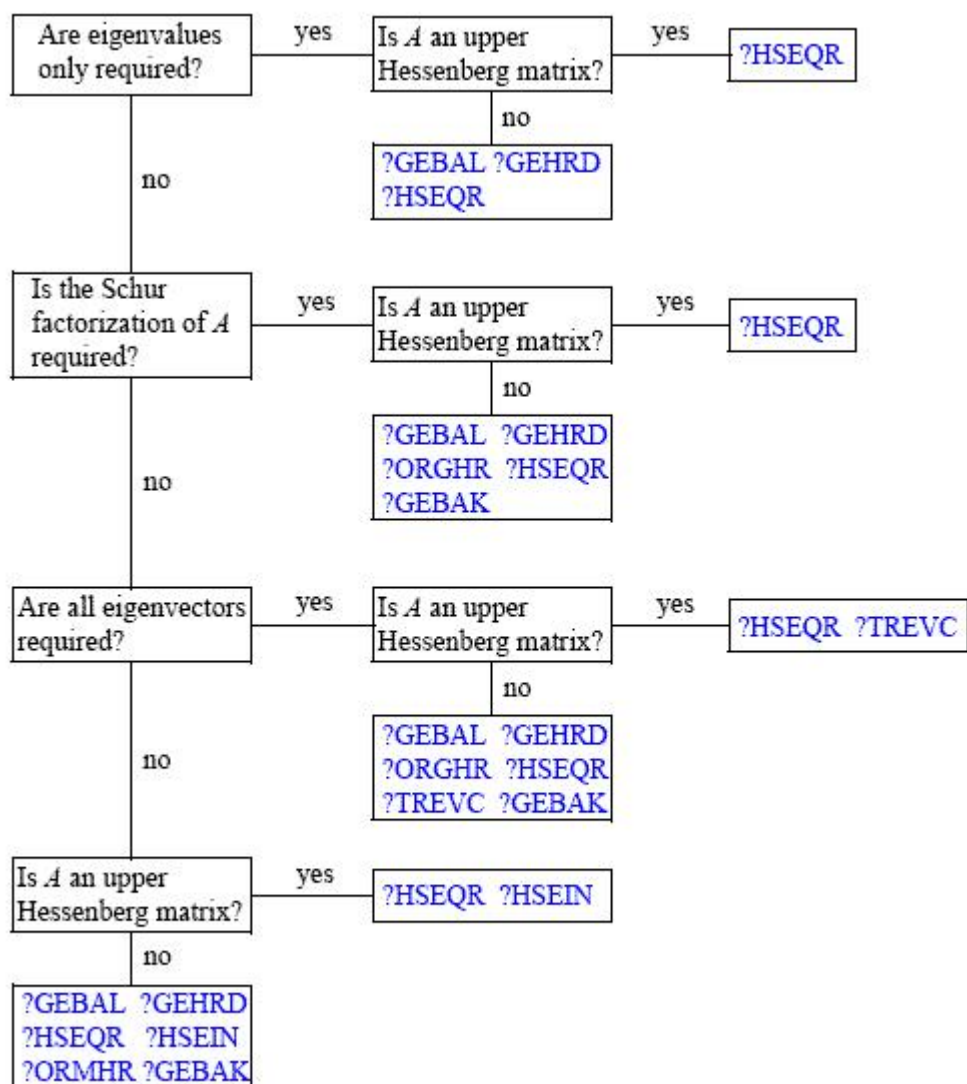 Are eigenvalues
only required?
yes
Is A an upper
Hessenberg matrix?
yes
?HSEQR
no
?GEBAL ?GEHRD
?HSEQR
no
Is the Schur
factorization of A
required?
yes
Is A an upper
Hessenberg matrix?
yes
?HSEQR
no
?GEBAL ?GEHRD
?ORGHR ?HSEQR
?GEBAK
no
Are all eigenvectors
required?
yes
Is A an upper
Hessenberg matrix?
yes
?HSEQR ?TREVC
no
?GEBAL ?GEHRD
?ORGHR ?HSEQR
?TREVC ?GEBAK
no
Is A an upper
Hessenberg matrix?
yes
?HSEQR ?HSEIN
no
?GEBAL ?GEHRD
?HSEQR ?HSEIN
?ORMHR ?GEBAK